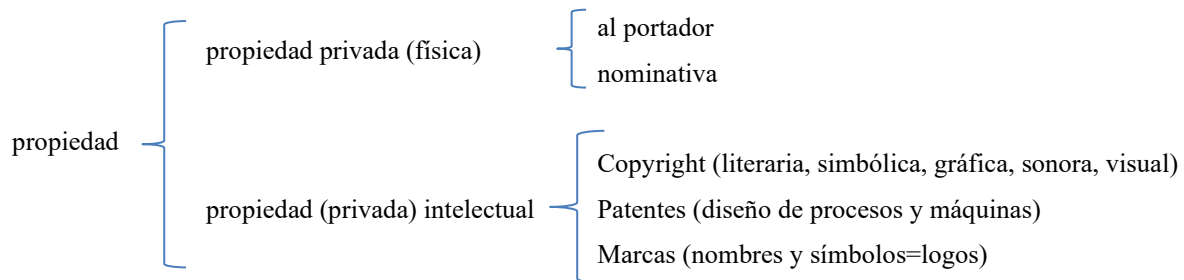 propiedad
propiedad privada (física)
al portador
nominativa
propiedad (privada) intelectual
Copyright (literaria, simbólica, gráfica, sonora, visual)
Patentes (diseño de procesos y máquinas)
Marcas (nombres y símbolos=logos)